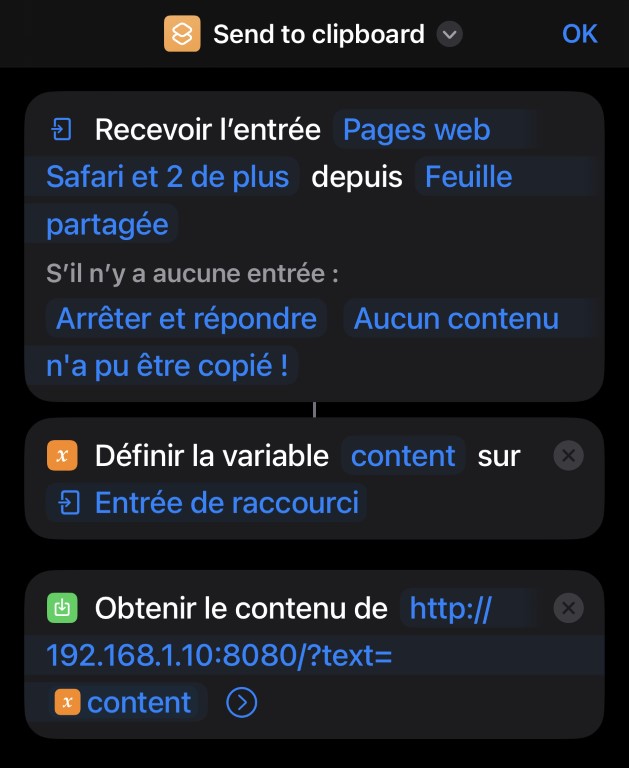 Send to clipboard
OK
Recevoir l’entrée Pages web
Safari et 2 de plus depuis Feuille
partagée
S’il n’y a aucune entrée :
Arrêter et répondre Aucun contenu
n'a pu être copié !
x Définir la variable content sur
Entrée de raccourci
Obtenir le contenu de http://
192.168.1.10:8080/?text=
x content